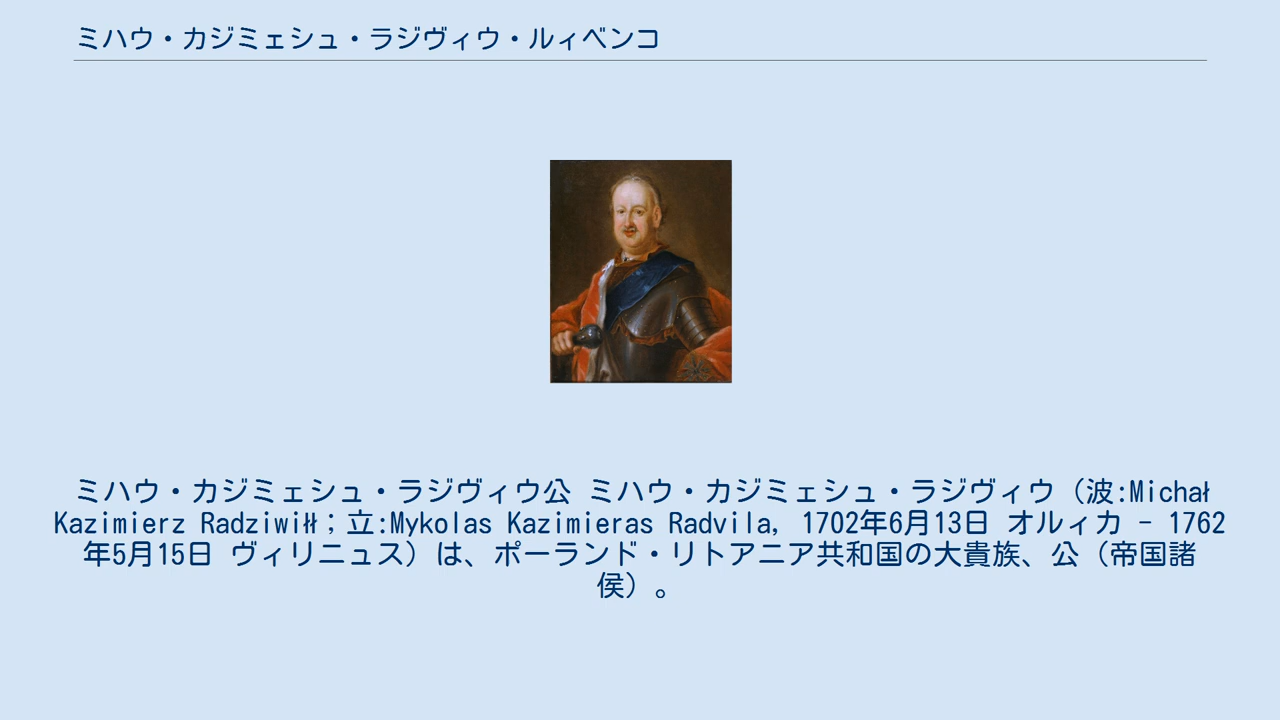 ミハウ・カジミェシュ・ラジヴィウ・ルィベンコ
ミハウ・カジミェシュ・ラジヴィウ公 ミハウ・カジミェシュ・ラジヴィウ（波:Michał
Kazimierz Radziwiłł；立:Mykolas Kazimieras Radvila, 1702年6月13日 オルィカ - 1762
年5月15日 ヴィリニュス）は、ポーランド・リトアニア共和国の大貴族、公（帝国諸
侯）。